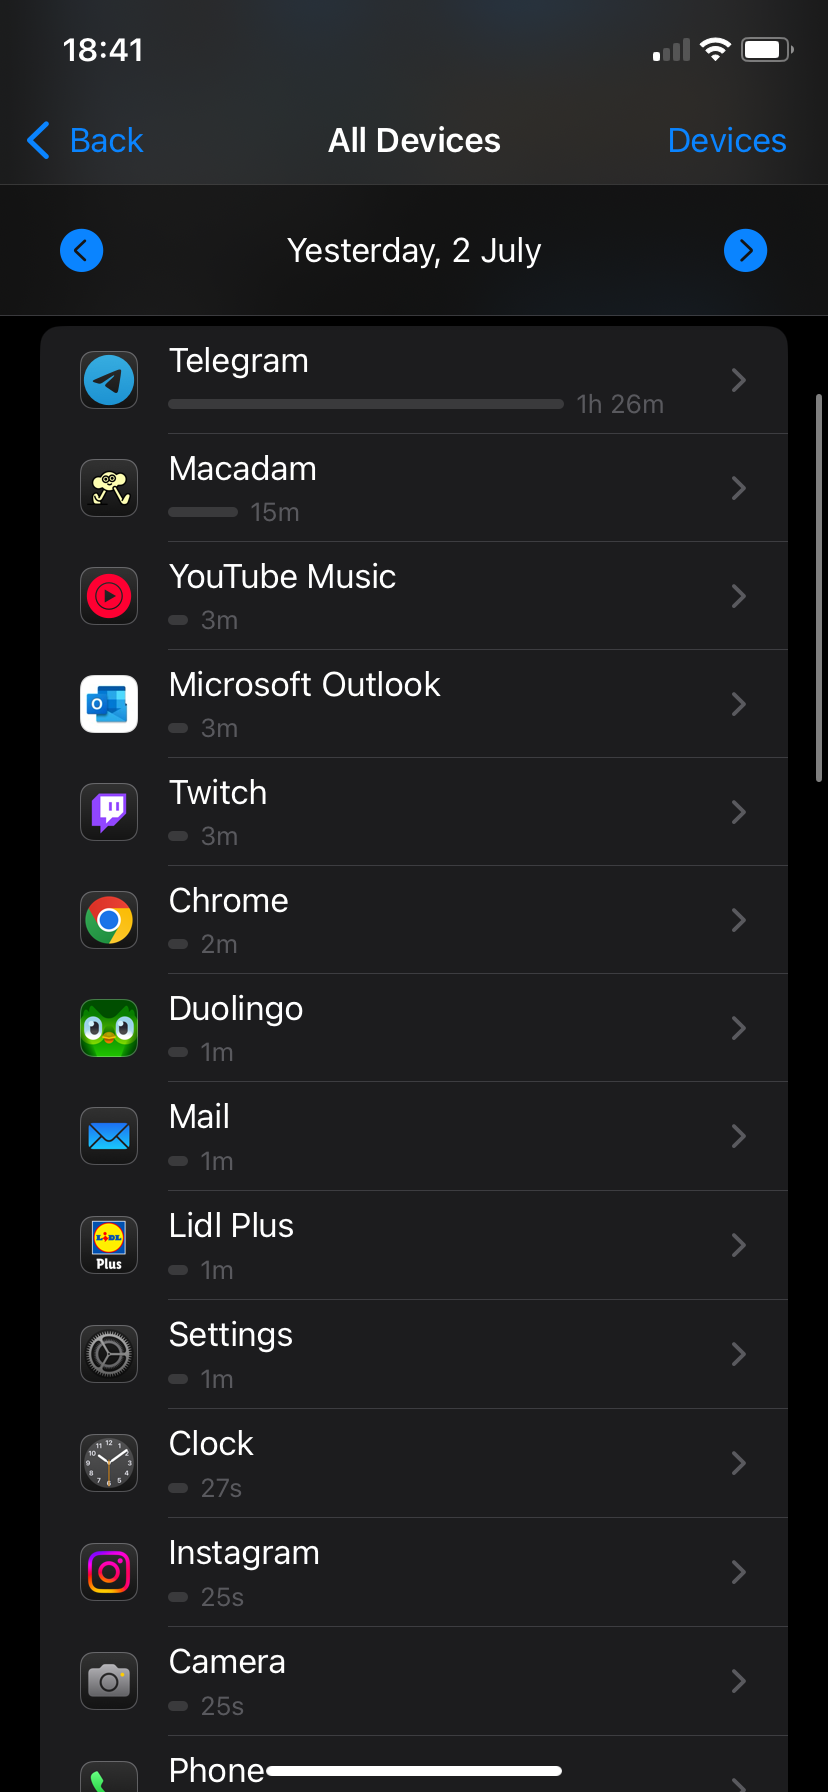 18:41
Back
All Devices
Devices
Yesterday, 2 July
Telegram
1h 26m
Macadam
15m
YouTube Music
3m
Microsoft Outlook
3m
Twitch
3m
Chrome
2m
Duolingo
1m
Mail
1m
Lidl Plus
1m
Settings
1m
Clock
27s
Instagram
25s
Camera
25s
Phone